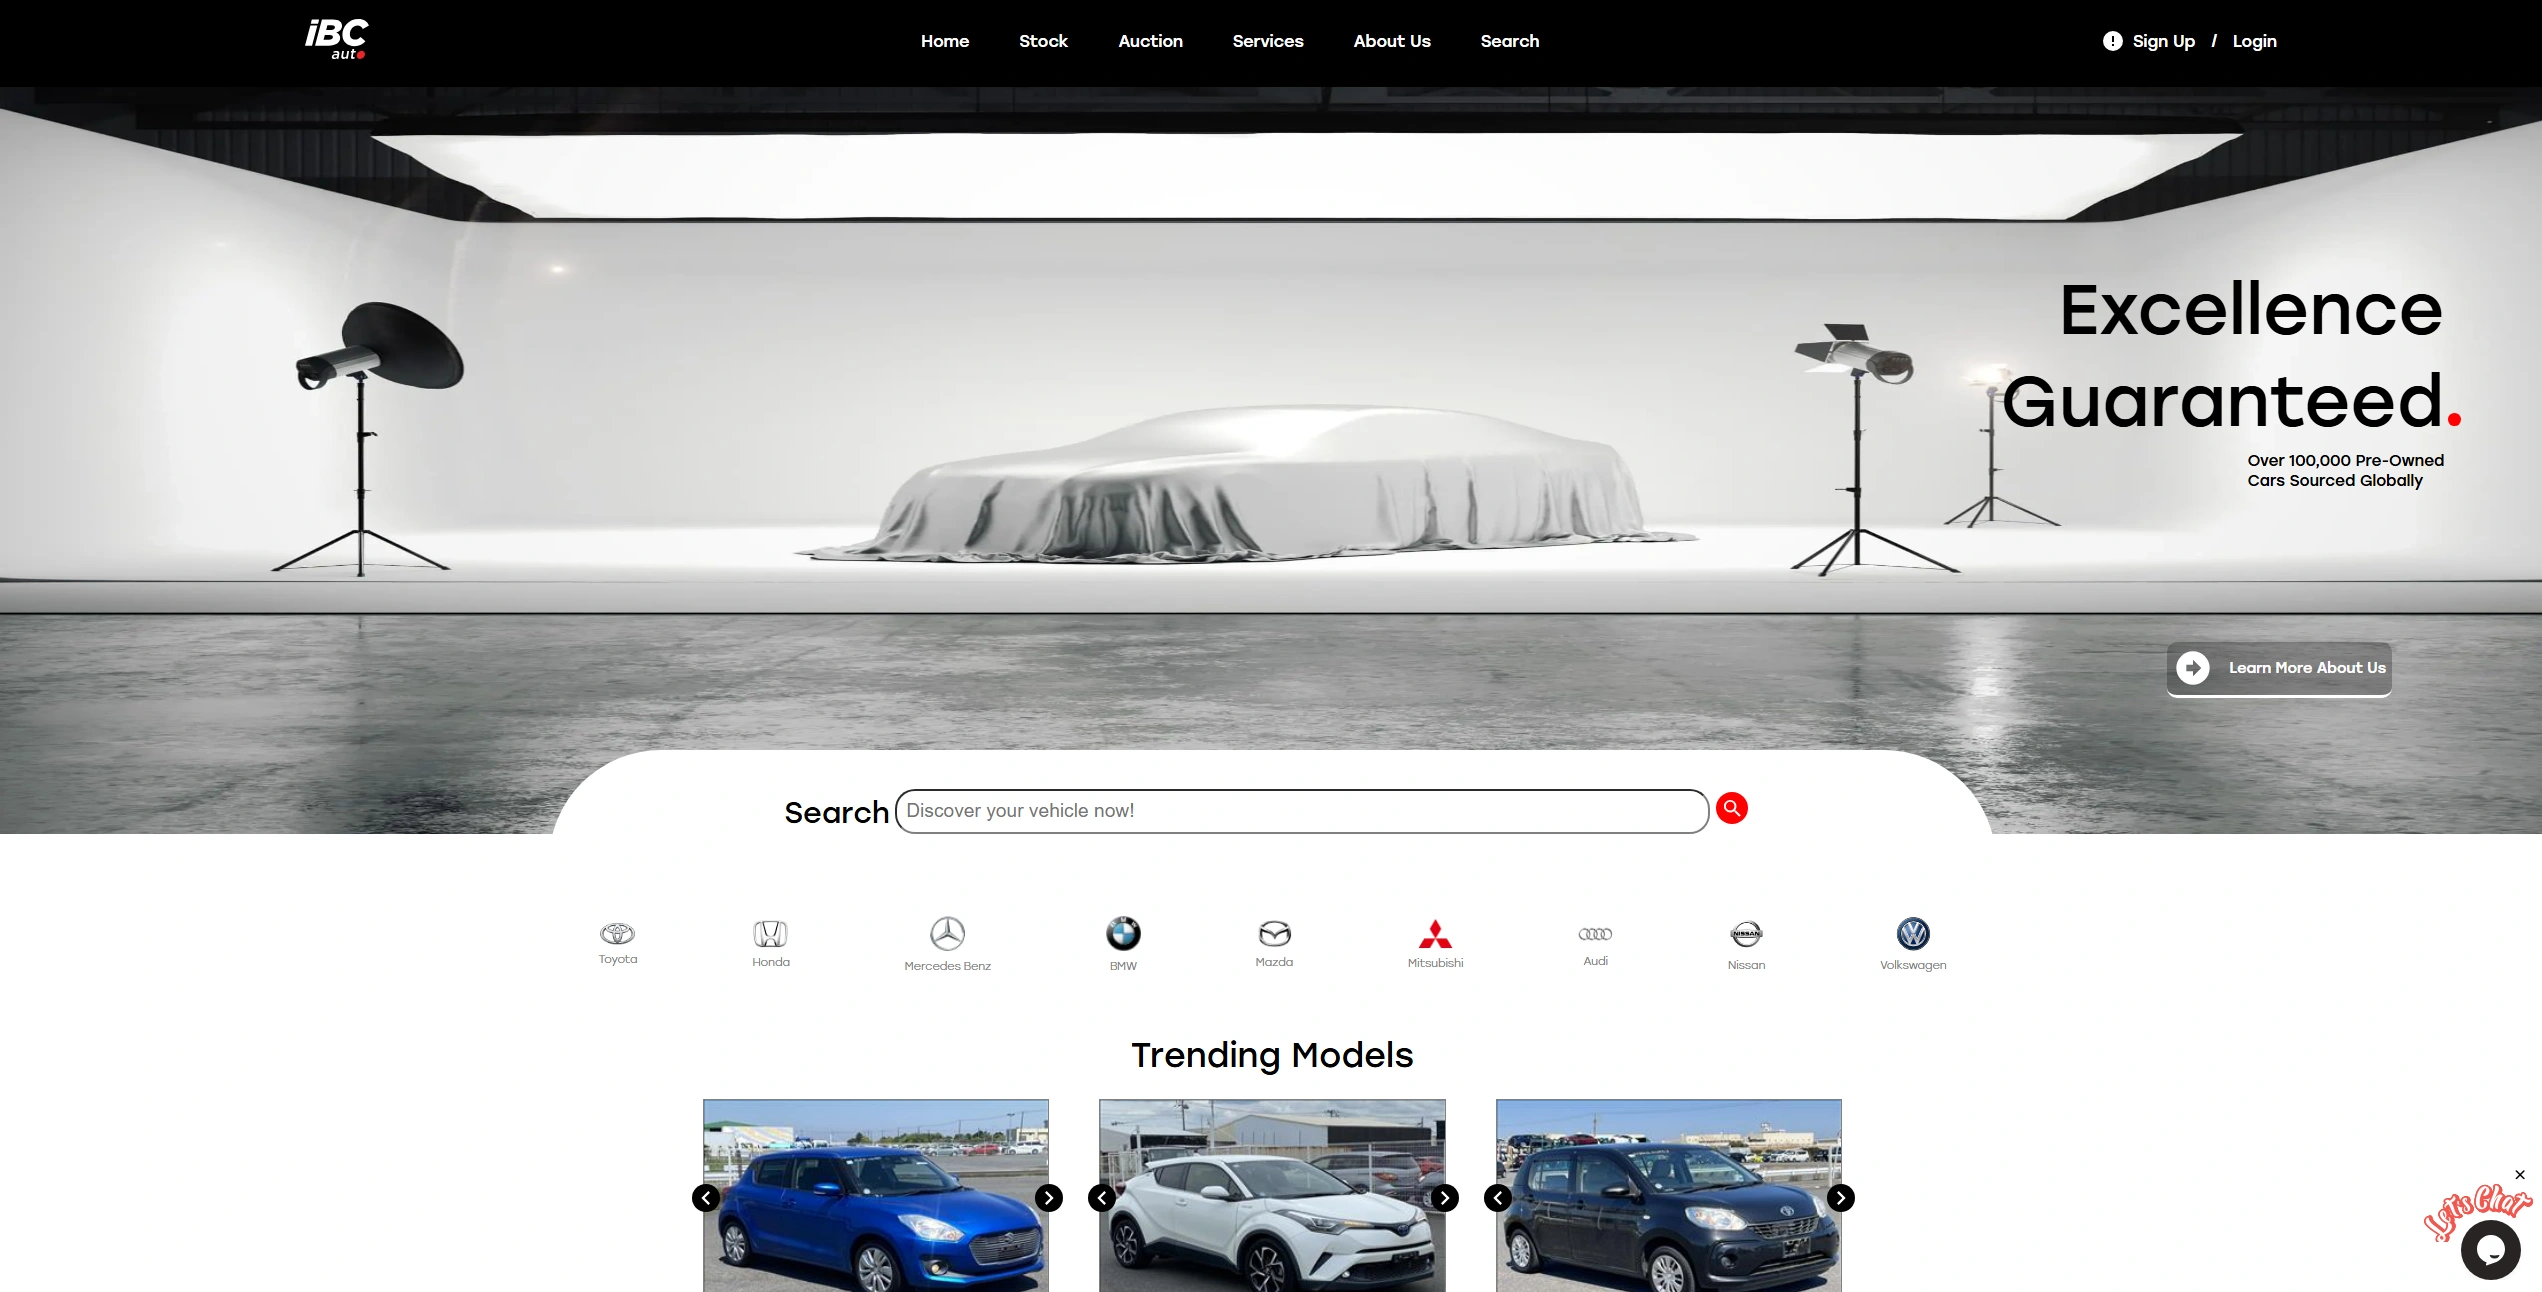 iBC
auto
Home
Stock
Auction
Services
About Us
Search
Sign Up / Login
Excellence
Guaranteed.
Over 100,000 Pre-Owned
Cars Sourced Globally
Learn More About Us
Search
Discover your vehicle now!
Toyota
Honda
Mercedes Benz
BMW
Mazda
Mitsubishi
Audi
NISSAN
Nissan
Volkswagen
Trending Models
Let's Chat